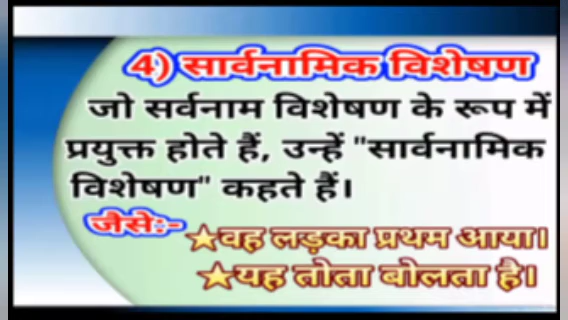 4) सार्वनामिक विशेषण
जो सर्वनाम विशेषण के रूप में
प्रयुक्त होते हैं, उन्हें "सार्वनामिक
विशेषण" कहते हैं।
जैसे:-
★वह लड़का प्रथम आया।
★यह तोता बोलता है।